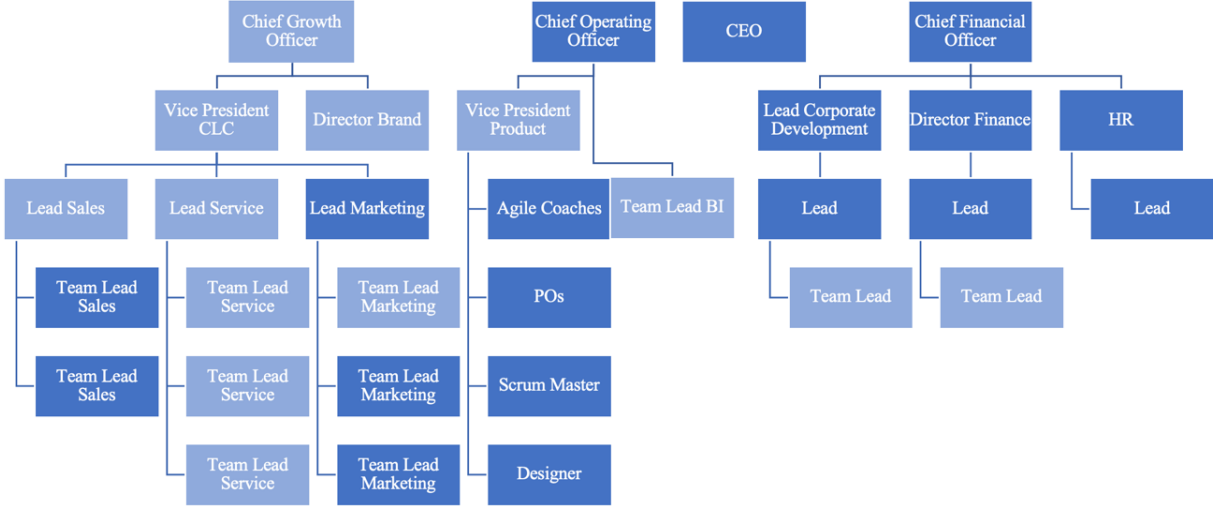 Chief Growth
Officer
Chief Operating
Officer
CEO
Chief Financial
Officer
Vice President
CLC
Director Brand
Vice President
Product
Lead Corporate
Development
Director Finance
HR
Lead Sales
Lead Service
Lead Marketing
Agile Coaches
Team Lead BI
Lead
Lead
Lead
Team Lead
Sales
Team Lead
Service
Team Lead
Marketing
POs
Team Lead
Team Lead
Team Lead
Sales
Team Lead
Service
Team Lead
Marketing
Scrum Master
Team Lead
Service
Team Lead
Marketing
Designer